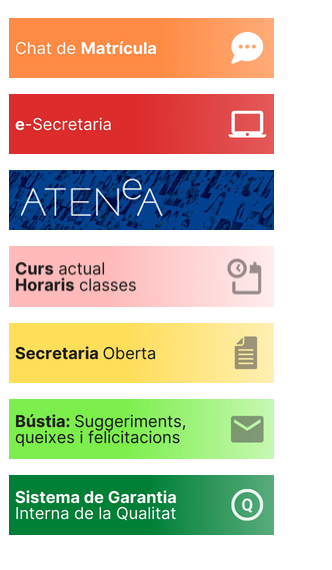 Chat de Matrícula
e-Secretaria
ATENeA
Curs actual
Horaris classes
Secretaria Oberta
Bústia: Suggeriments,
queixes i felicitacions
Sistema de Garantia
Interna de la Qualitat
Q